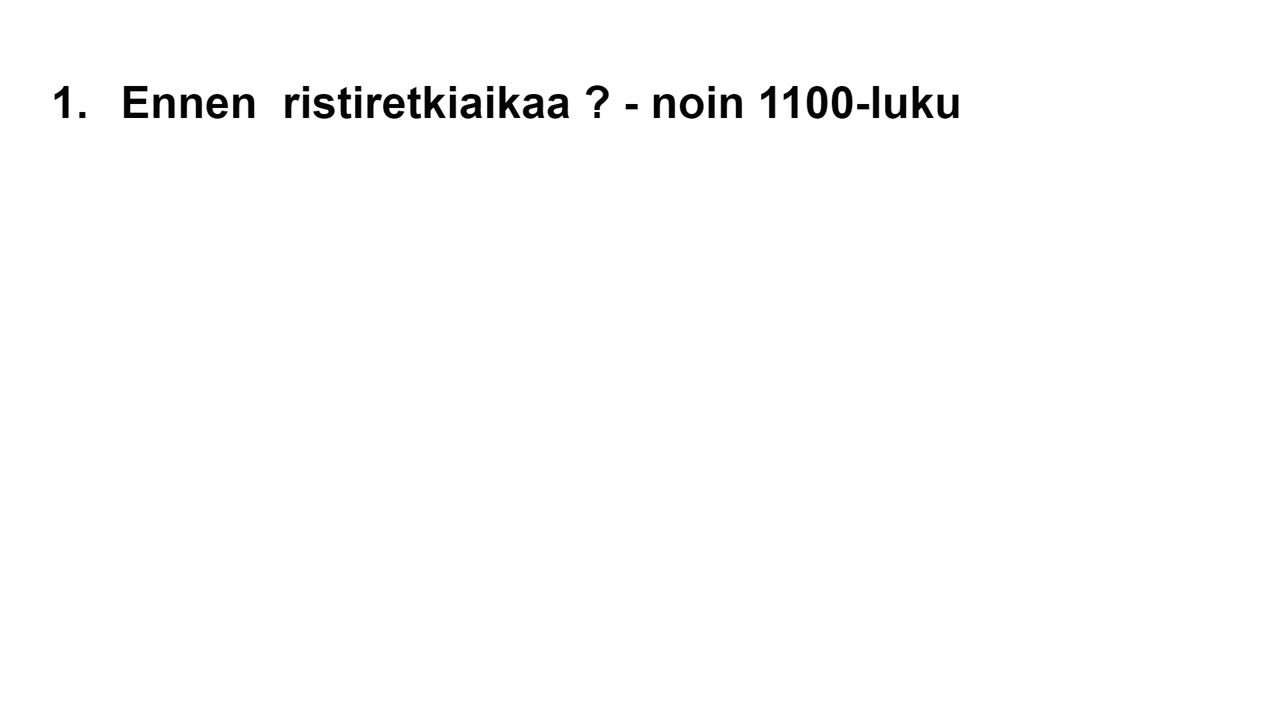 1. Ennen ristiretkiaikaa ? - noin 1100-luku